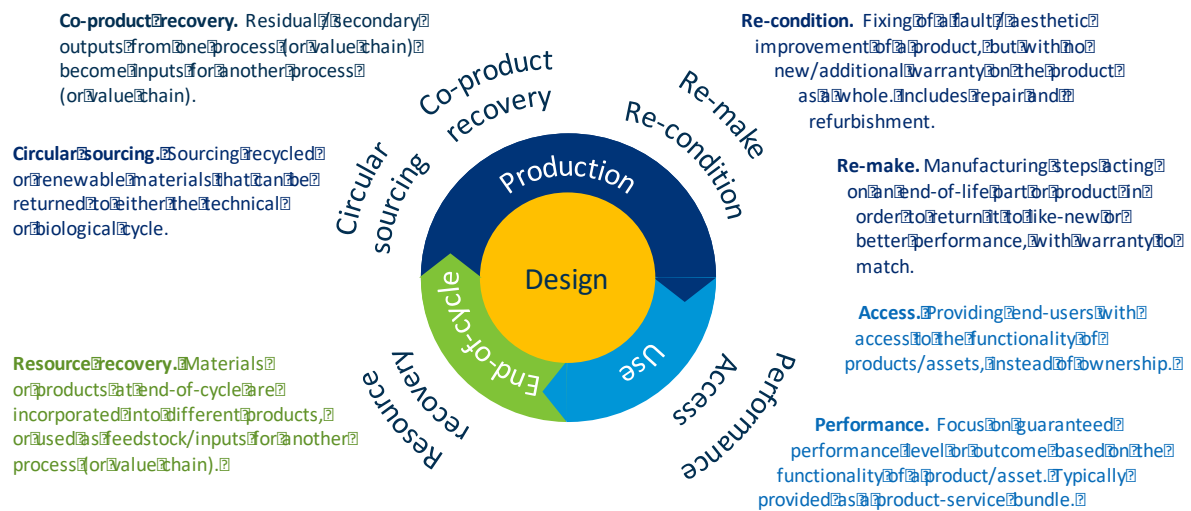 Co-product recovery. Residual / secondary
outputs from one process (or value chain)
become inputs for another process
(or value chain).
Circular sourcing. Sourcing recycled
or renewable materials that can be
returned to either the technical
or biological cycle.
Resource recovery. Materials
or products at end-of-cycle are
incorporated into different products,
or used as feedstock/inputs for another
process (or value chain).
Co-product
recovery
Circular
sourcing
Re-make
Re-condition
Production
Design
End-of-cycle
Use
Resource
recovery
Access
Performance
Re-condition. Fixing of a fault / aesthetic
improvement of a product, but with no
new/additional warranty on the product
as a whole. Includes repair and
refurbishment.
Re-make. Manufacturing steps acting
on an end-of-life part or product in
order to return it to like-new or
better performance, with warranty to
match.
Access. Providing end-users with
access to the functionality of
products/assets, instead of ownership.
Performance. Focus on guaranteed
performance level or outcome based on the
functionality of a product/asset. Typically
provided as a product-service bundle.